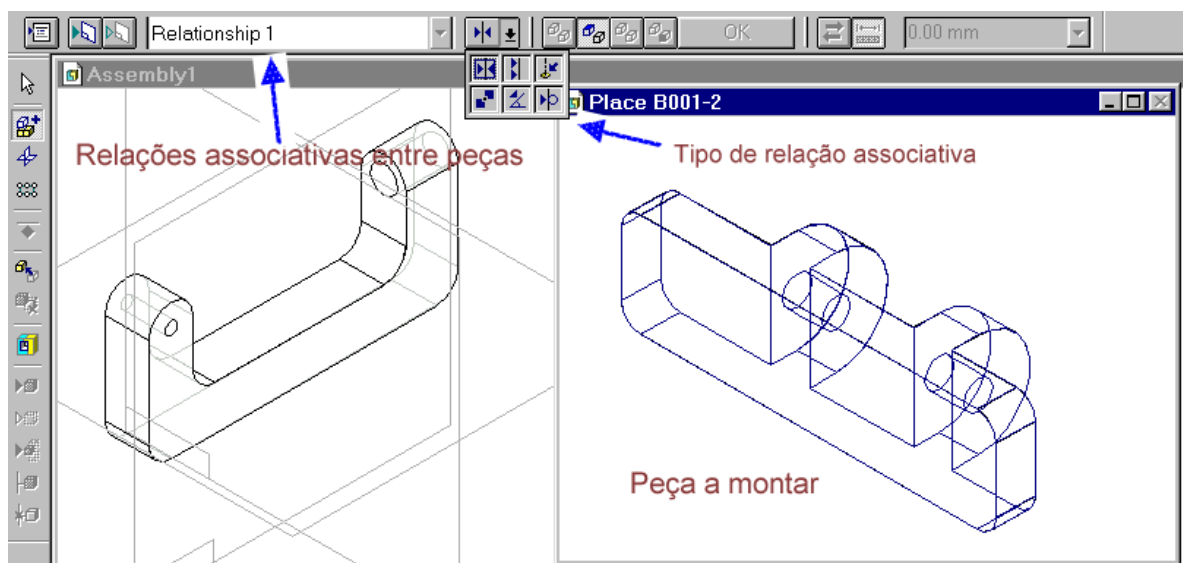 Relationship 1
OK
0.00 mm
Assembly1
Place B001-2
Relações associativas entre peças
Tipo de relação associativa
Peça a montar